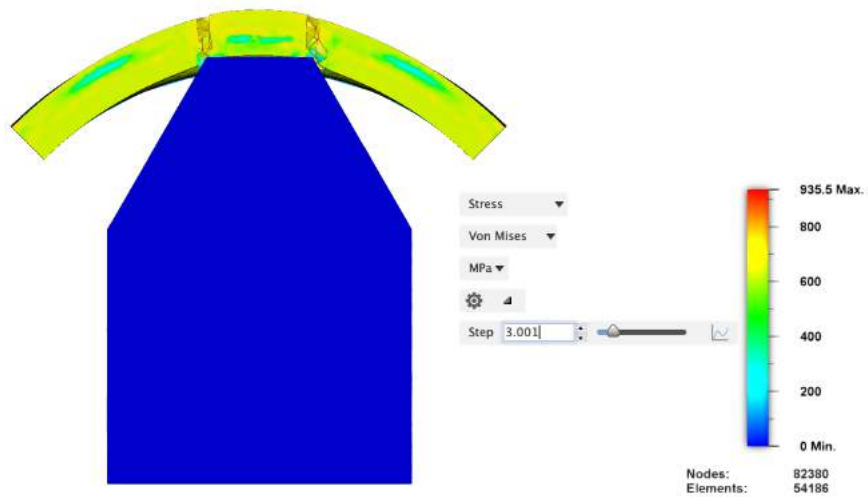 935.5 Max.
Stress
800
Von Mises
MPa
600
Step 3.001
400
200
0 Min.
Nodes: 82380
Elements: 54186